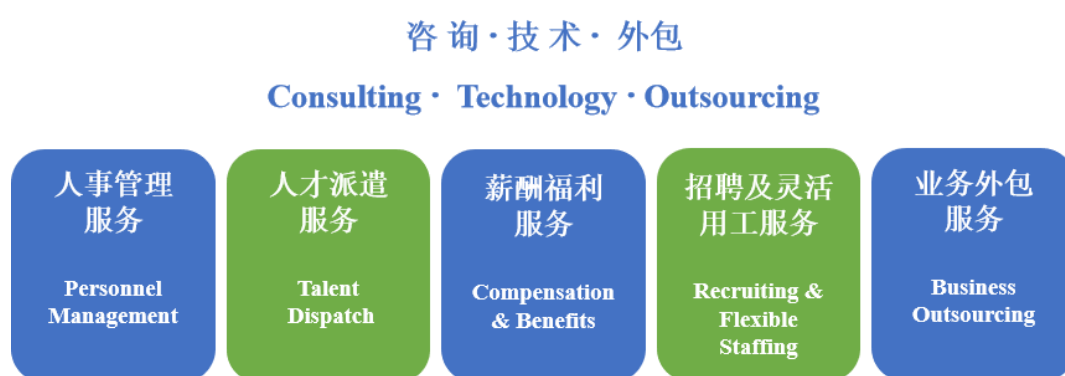 咨 询 · 技 术 · 外包
Consulting · Technology · Outsourcing
人事管理
服务
Personnel
Management
人才派遣
服务
Talent
Dispatch
薪酬福利
服务
Compensation
& Benefits
招聘及灵活
用工服务
Recruiting &
Flexible
Staffing
业务外包
服务
Business
Outsourcing